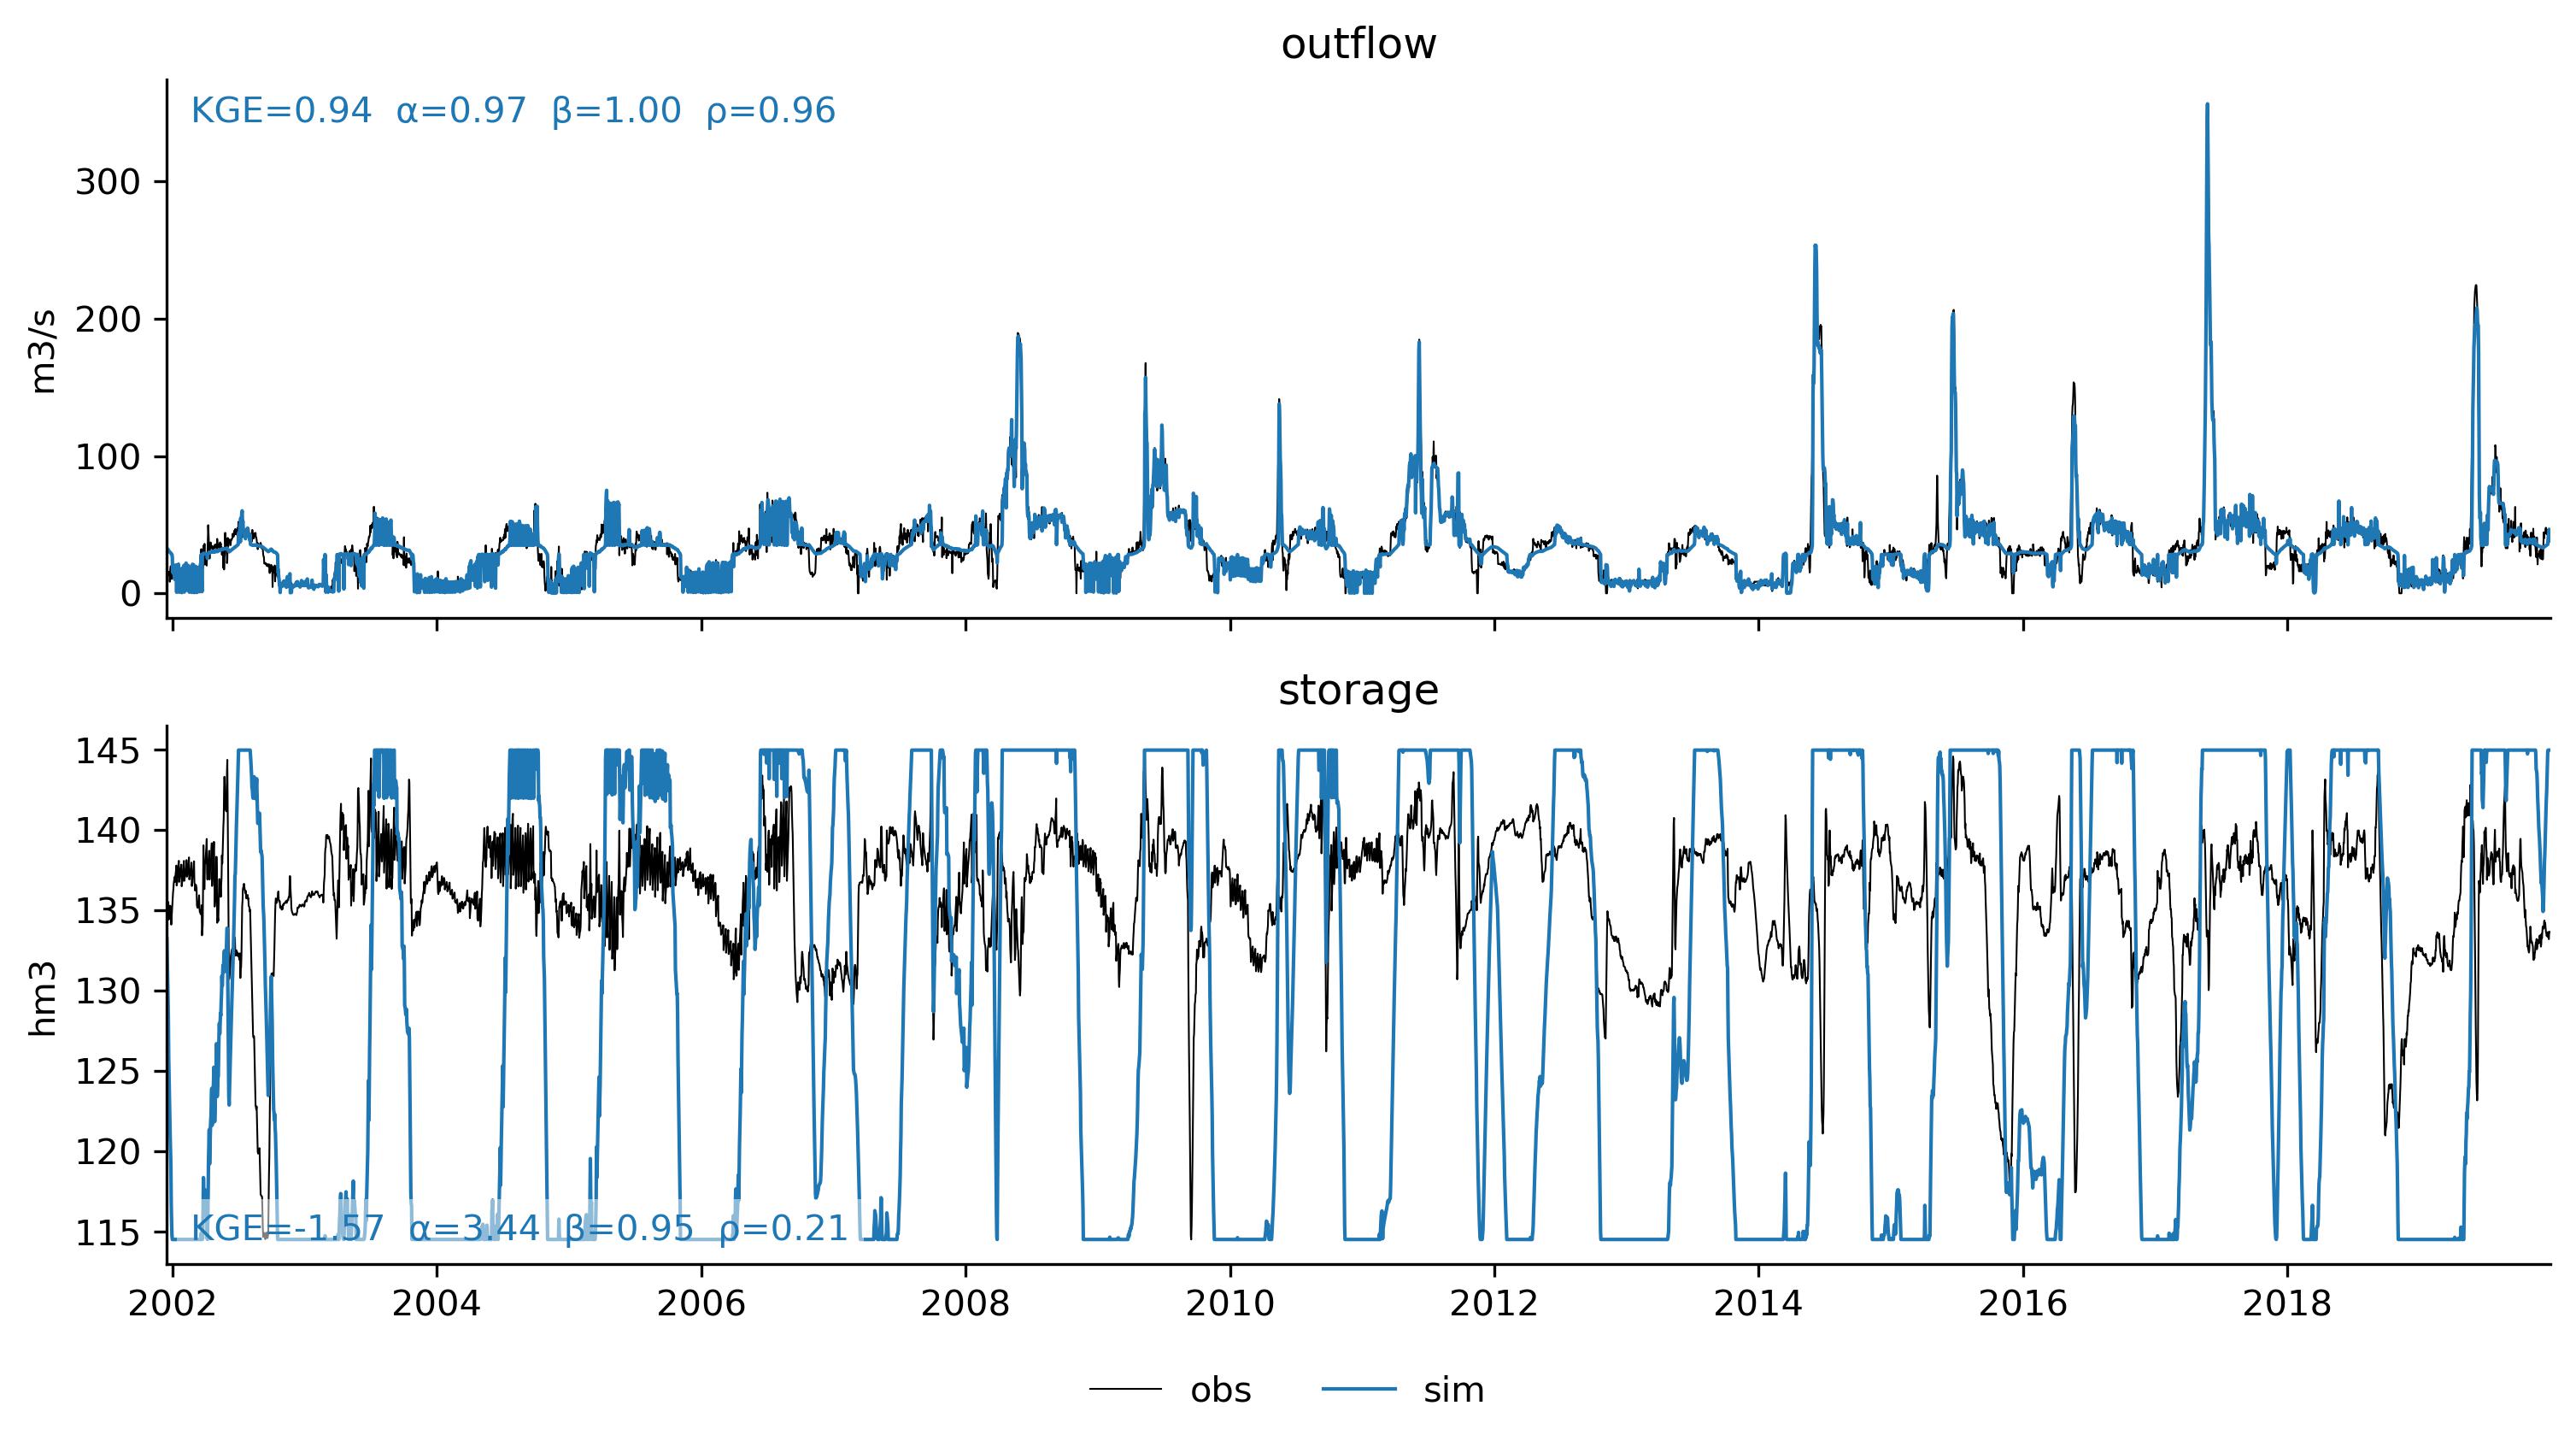 outflow
KGE=0.94 α=0.97 β=1.00 ρ=0.96
300
200
100
0
m3/s
storage
145
140
135
130
125
120
115
hm3
KGE=-1.57 α=3.44 β=0.95 ρ=0.21
2002 2004 2006 2008 2010 2012 2014 2016 2018
obs sim